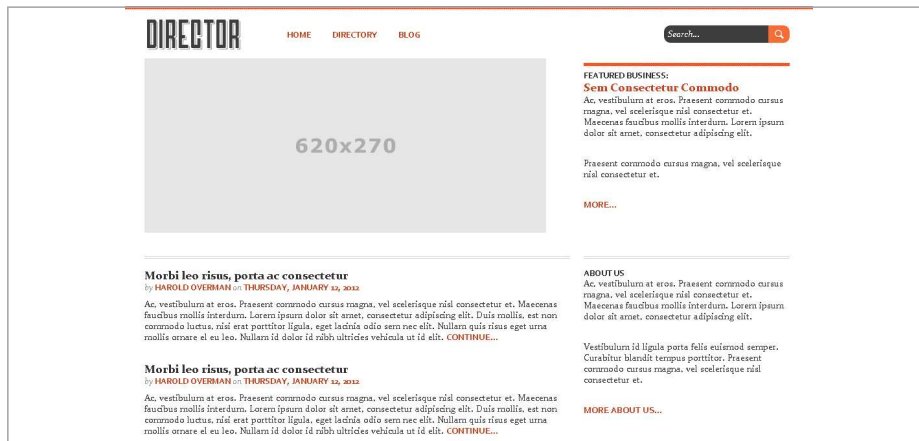 DIRECTOR
HOME DIRECTORY BLOG
Search...
620x270
FEATURED BUSINESS:
Sem Consectetur Commodo
Ac, vestibulum at eros. Praesent commodo cursus
magna, vel scelerisque nisl consectetur et.
Maecenas faucibus mollis interdum. Lorem ipsum
dolor sit amet, consectetur adipiscing elit.
Praesent commodo cursus magna, vel scelerisque
nisl consectetur et.
MORE...
Morbi leo risus, porta ac consectetur
by HAROLD OVERMAN on THURSDAY, JANUARY 12, 2012
Ac, vestibulum at eros. Praesent commodo cursus magna, vel scelerisque nisl consectetur et. Maecenas
faucibus mollis interdum. Lorem ipsum dolor sit amet, consectetur adipiscing elit. Duis mollis, est non
commodo luctus, nisi erat porttitor ligula, eget lacinia odio sem nec elit. Nullam quis risus eget urna
mollis ornare el eu leo. Nullam id dolor id nibh ultricies vehicula ut id elit. CONTINUE...
Morbi leo risus, porta ac consectetur
by HAROLD OVERMAN on THURSDAY, JANUARY 12, 2012
Ac, vestibulum at eros. Praesent commodo cursus magna, vel scelerisque nisl consectetur et. Maecenas
faucibus mollis interdum. Lorem ipsum dolor sit amet, consectetur adipiscing elit. Duis mollis, est non
commodo luctus, nisi erat porttitor ligula, eget lacinia odio sem nec elit. Nullam quis risus eget urna
mollis ornare el eu leo. Nullam id dolor id nibh ultricies vehicula ut id elit. CONTINUE...
ABOUT US
Ac, vestibulum at eros. Praesent commodo cursus
magna, vel scelerisque nisl consectetur et.
Maecenas faucibus mollis interdum. Lorem ipsum
dolor sit amet, consectetur adipiscing elit.
Vestibulum id ligula porta felis euismod semper.
Curabitur blandit tempus porttitor. Praesent
commodo cursus magna, vel scelerisque nisl
consectetur et.
MORE ABOUT US...